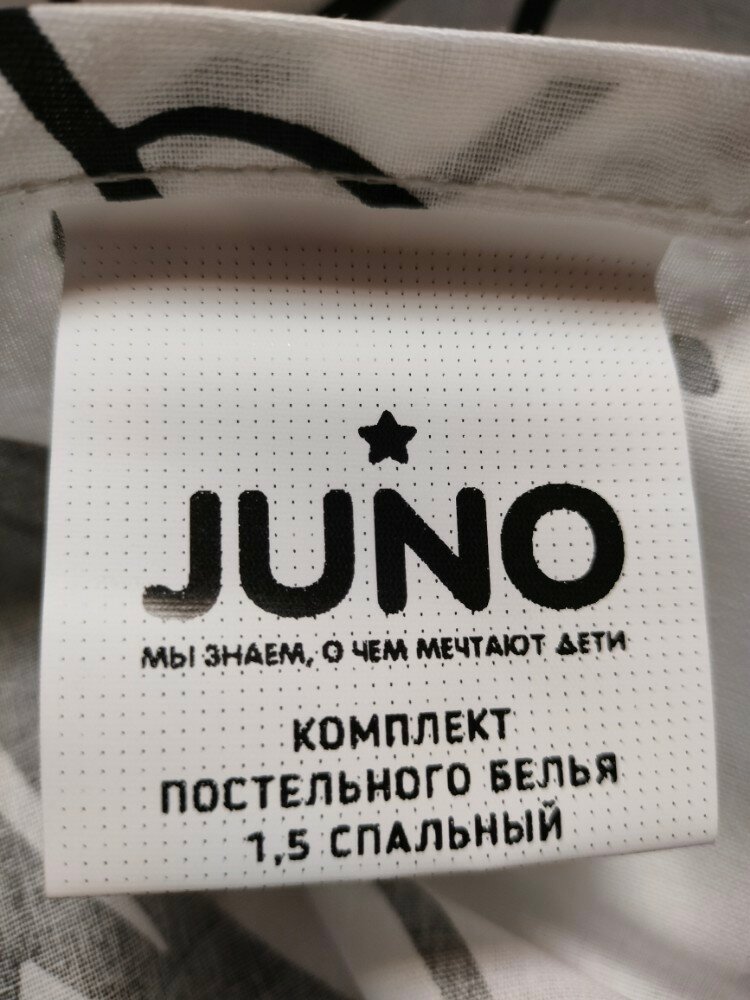 JUNO
МЫ ЗНАЕМ, О ЧЕМ МЕЧТАЮТ ДЕТИ
КОМПЛЕКТ
ПОСТЕЛЬНОГО БЕЛЬЯ
1,5 СПАЛЬНЫЙ